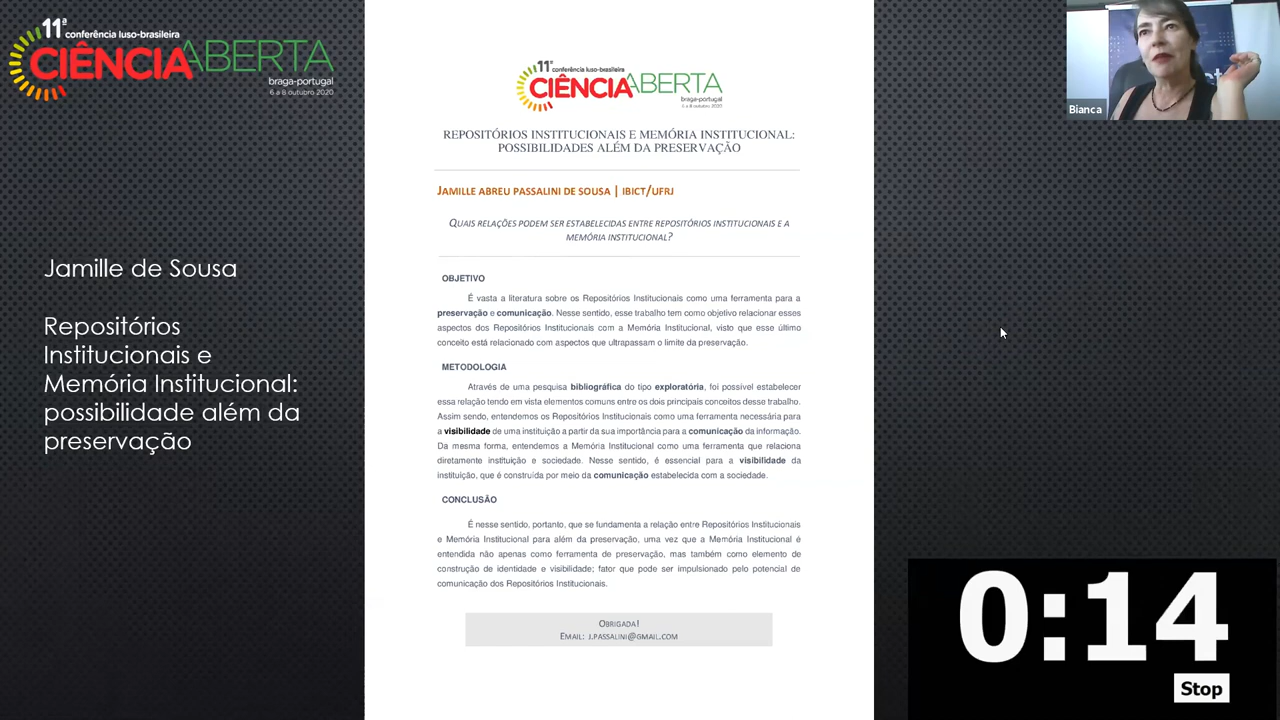 11ª
conferência luso-brasileira
CIÊNCIAABERTA
braga-portugal
6 a 8 outubro 2020
Jamille de Sousa
Repositórios
Institucionais e
Memória Institucional:
possibilidade além da
preservação
11ª
conferência luso-brasileira
CIÊNCIAABERTA
braga-portugal
6 a 8 outubro 2020
REPOSITÓRIOS INSTITUCIONAIS E MEMÓRIA INSTITUCIONAL:
POSSIBILIDADES ALÉM DA PRESERVAÇÃO
JAMILLE ABREU PASSALINI DE SOUSA | IBICT/UFRJ
QUAIS RELAÇÕES PODEM SER ESTABELECIDAS ENTRE REPOSITÓRIOS INSTITUCIONAIS E A
MEMÓRIA INSTITUCIONAL?
OBJETIVO
É vasta a literatura sobre os Repositórios Institucionais como uma ferramenta para a
preservação e comunicação. Nesse sentido, esse trabalho tem como objetivo relacionar esses
aspectos dos Repositórios Institucionais com a Memória Institucional, visto que esse último
conceito está relacionado com aspectos que ultrapassam o limite da preservação.
METODOLOGIA
Através de uma pesquisa bibliográfica do tipo exploratória, foi possível estabelecer
essa relação tendo em vista elementos comuns entre os dois principais conceitos desse trabalho.
Assim sendo, entendemos os Repositórios Institucionais como uma ferramenta necessária para
a visibilidade de uma instituição a partir da sua importância para a comunicação da informação.
Da mesma forma, entendemos a Memória Institucional como uma ferramenta que relaciona
diretamente instituição e sociedade. Nesse sentido, é essencial para a visibilidade da
instituição, que é construída por meio da comunicação estabelecida com a sociedade.
CONCLUSÃO
É nesse sentido, portanto, que se fundamenta a relação entre Repositórios Institucionais
e Memória Institucional para além da preservação, uma vez que a Memória Institucional é
entendida não apenas como ferramenta de preservação, mas também como elemento de
construção de identidade e visibilidade; fator que pode ser impulsionado pelo potencial de
comunicação dos Repositórios Institucionais.
OBRIGADA!
EMAIL: J.PASSALINI@GMAIL.COM
Bianca
0:14
Stop